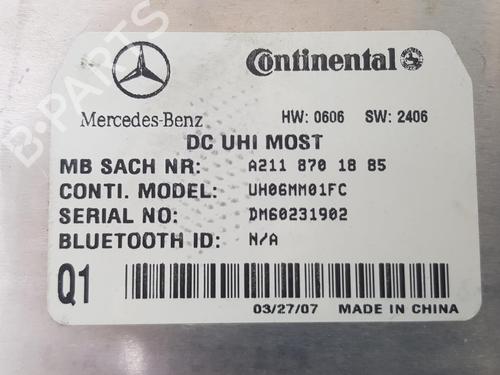 Continental
Mercedes-Benz
HW: 0606 SW: 2406
DC UHI MOST
MB SACH NR: A211 870 18 85
CONTI. MODEL: UH06MM01FC
SERIAL NO: DM60231902
BLUETOOTH ID: N/A
Q1
03/27/07 MADE IN CHINA
B-PARTS